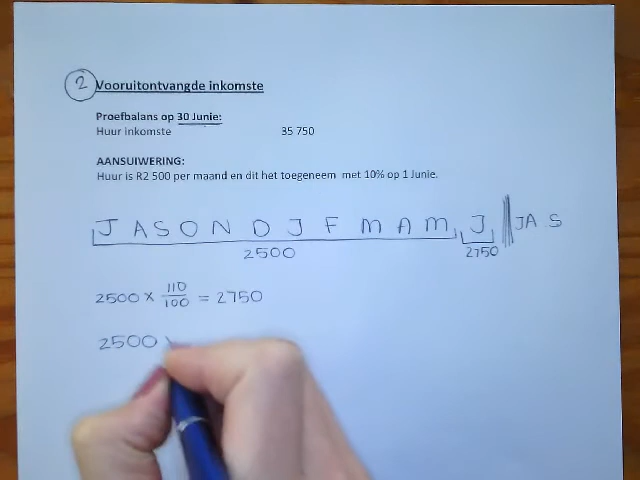 2 Vooruitontvangde inkomste
Proefbalans op 30 Junie:
Huur inkomste 35 750
AANSUIWERING:
Huur is R2 500 per maand en dit het toegeneem met 10% op 1 Junie.
J A S O N D J F M A M J J A S
2500 2750
2500 × 110/100 = 2750
2500